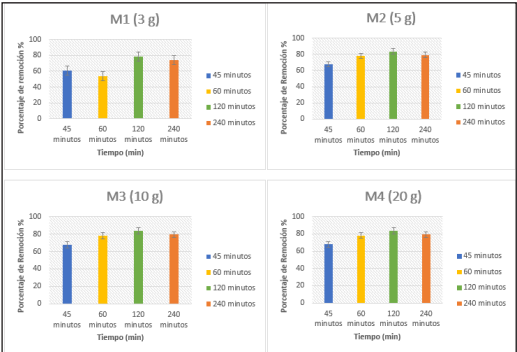 M1 (3 g)
Porcentaje de remoción %
100
80
60
40
20
0
45 minutos
60 minutos
120 minutos
240 minutos
Tiempo (min)
45 minutos
60 minutos
120 minutos
240 minutos
M2 (5 g)
Porcentaje de Remoción %
100
80
60
40
20
0
45 minutos
60 minutos
120 minutos
240 minutos
Tiempo (min)
45 minutos
60 minutos
120 minutos
240 minutos
M3 (10 g)
Porcentaje de Remoción %
100
80
60
40
20
0
45 minutos
60 minutos
120 minutos
240 minutos
Tiempo (min)
45 minutos
60 minutos
120 minutos
240 minutos
M4 (20 g)
Porcentaje de Remoción %
100
80
60
40
20
0
45 minutos
60 minutos
120 minutos
240 minutos
Tiempo (min)
45 minutos
60 minutos
120 minutos
240 minutos